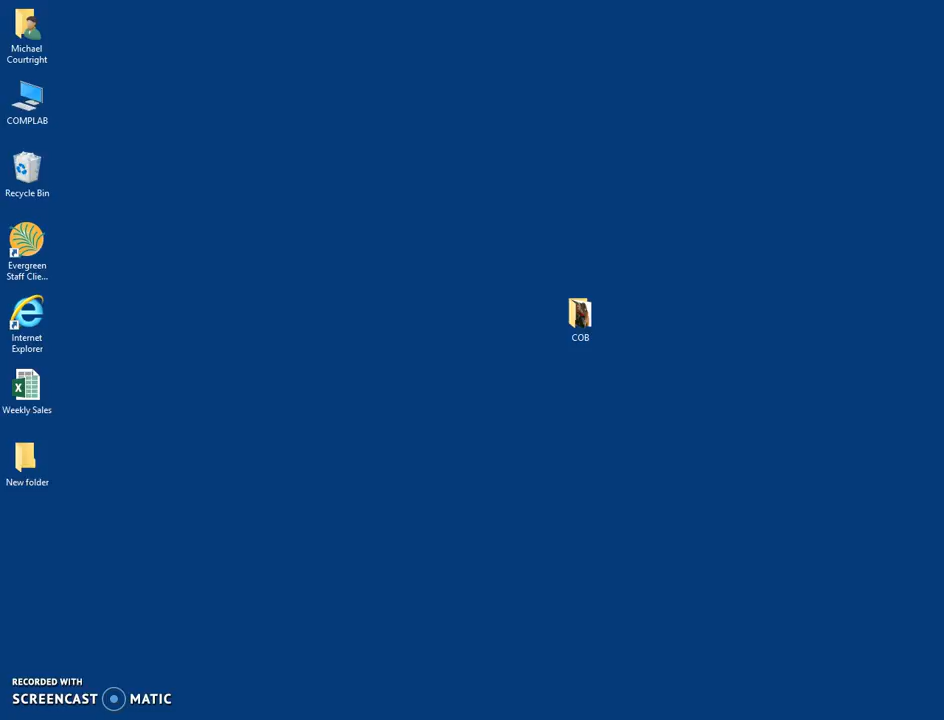 Michael
Courtright
COMPLAB
Recycle Bin
Evergreen
Staff Clie...
Internet
Explorer
Weekly Sales
New folder
COB
RECORDED WITH
SCREENCAST MATIC